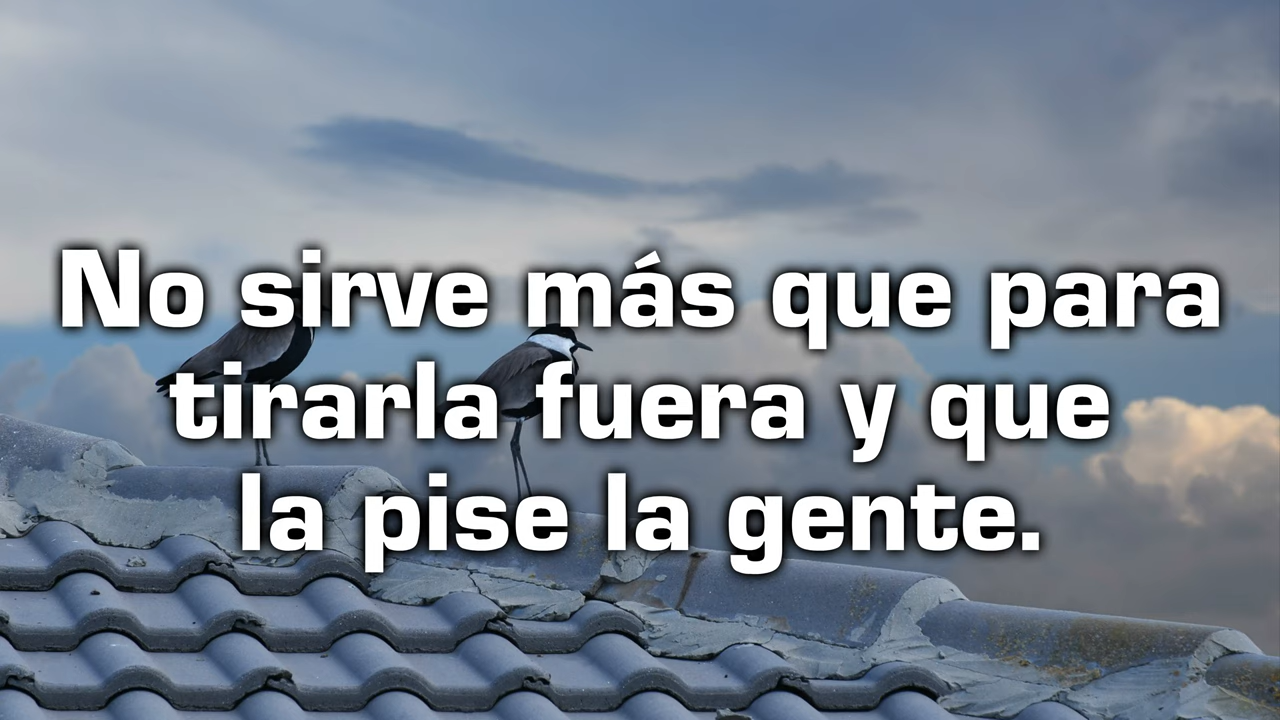 No sirve más que para
tirarla fuera y que
la pise la gente.